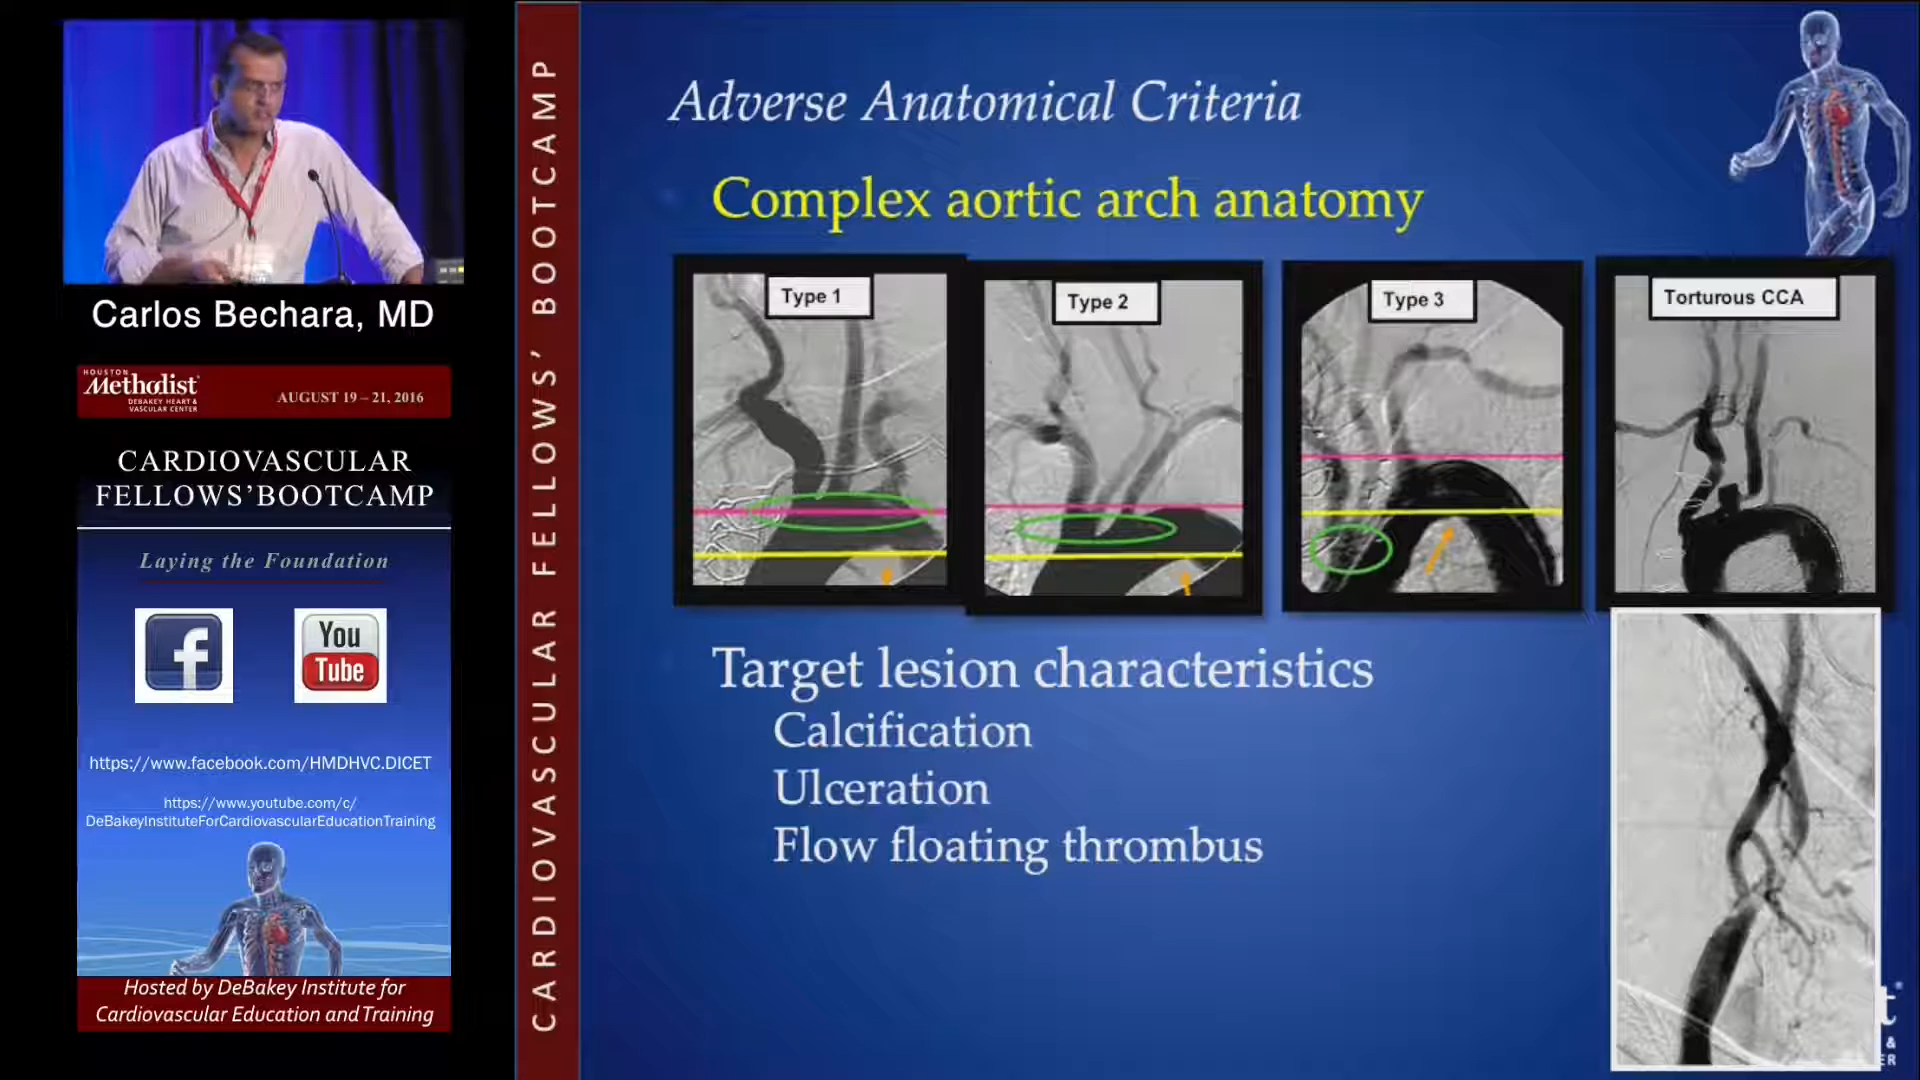 Carlos Bechara, MD
HOUSTON
Methodist
DEBAKEY HEART &
VASCULAR CENTER
AUGUST 19 – 21, 2016
CARDIOVASCULAR
FELLOWS'BOOTCAMP
Laying the Foundation
f
You
Tube
https://www.facebook.com/HMDHVC.DICET
https://www.youtube.com/c/
DeBakeyInstituteForCardiovascularEducationTraining
Hosted by DeBakey Institute for
Cardiovascular Education and Training
CARDIOVASCULAR FELLOWS' BOOTCAMP
Adverse Anatomical Criteria
Complex aortic arch anatomy
Type 1
Type 2
Type 3
Torturous CCA
Target lesion characteristics
Calcification
Ulceration
Flow floating thrombus
t
&
ER